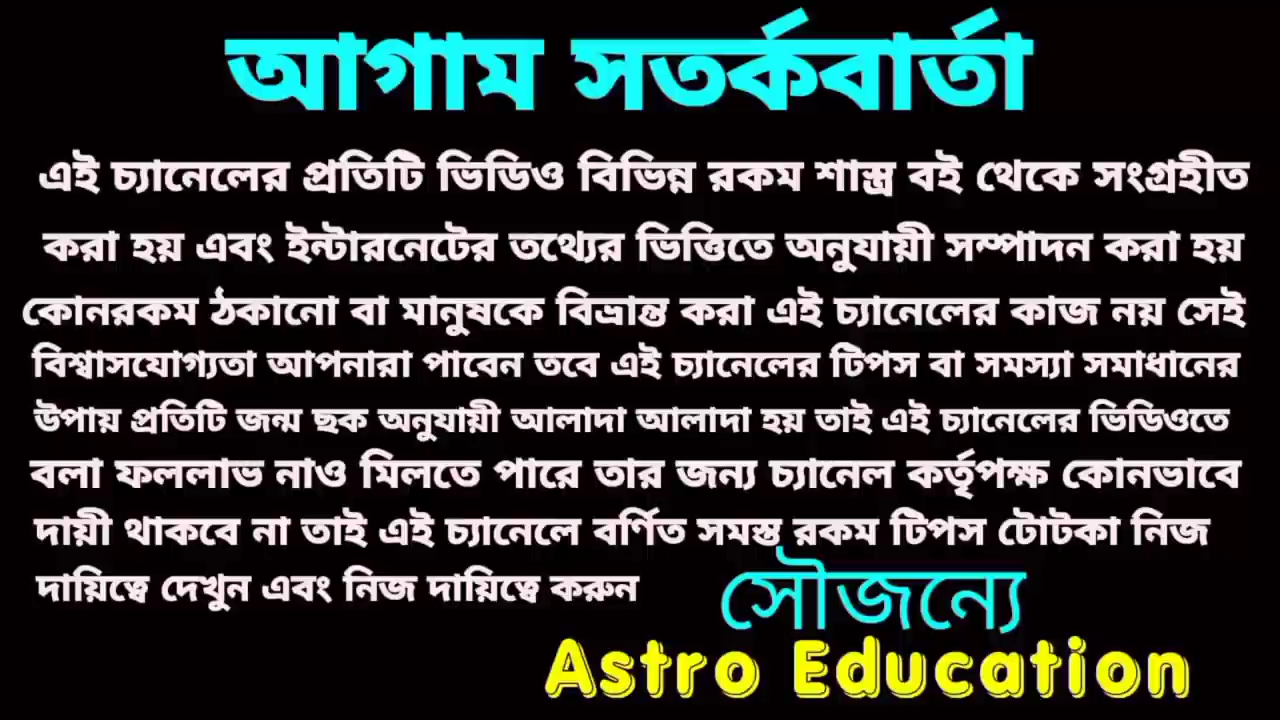 আগাম সতর্কবার্তা
এই চ্যানেলের প্রতিটি ভিডিও বিভিন্ন রকম শাস্ত্র বই থেকে সংগ্রহীত
করা হয় এবং ইন্টারনেটের তথ্যের ভিত্তিতে অনুযায়ী সম্পাদন করা হয়
কোনরকম ঠকানো বা মানুষকে বিভ্রান্ত করা এই চ্যানেলের কাজ নয় সেই
বিশ্বাসযোগ্যতা আপনারা পাবেন তবে এই চ্যানেলের টিপস বা সমস্যা সমাধানের
উপায় প্রতিটি জন্ম ছক অনুযায়ী আলাদা আলাদা হয় তাই এই চ্যানেলের ভিডিওতে
বলা ফললাভ নাও মিলতে পারে তার জন্য চ্যানেল কর্তৃপক্ষ কোনভাবে
দায়ী থাকবে না তাই এই চ্যানেলে বর্ণিত সমস্ত রকম টিপস টোটকা নিজ
দায়িত্বে দেখুন এবং নিজ দায়িত্বে করুন
সৌজন্যে
Astro Education